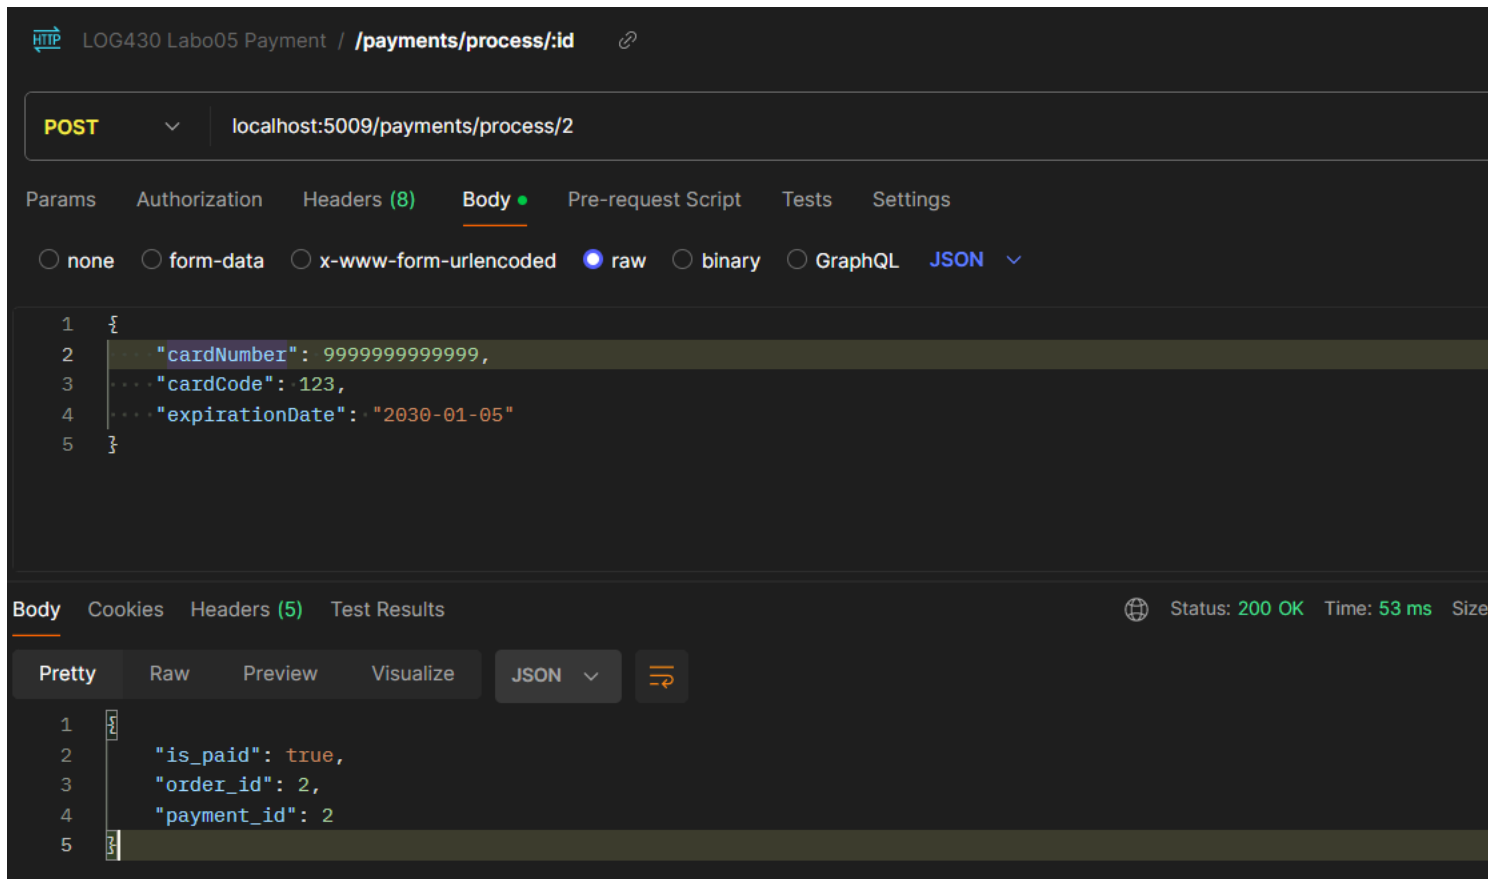 HTTP LOG430 Labo05 Payment / /payments/process/:id
POST localhost:5009/payments/process/2
Params Authorization Headers (8) Body Pre-request Script Tests Settings
none form-data x-www-form-urlencoded raw binary GraphQL JSON
1 {
2 "cardNumber": 9999999999999,
3 "cardCode": 123,
4 "expirationDate": "2030-01-05"
5 }
Body Cookies Headers (5) Test Results Status: 200 OK Time: 53 ms Size
Pretty Raw Preview Visualize JSON
1 {
2 "is_paid": true,
3 "order_id": 2,
4 "payment_id": 2
5 }